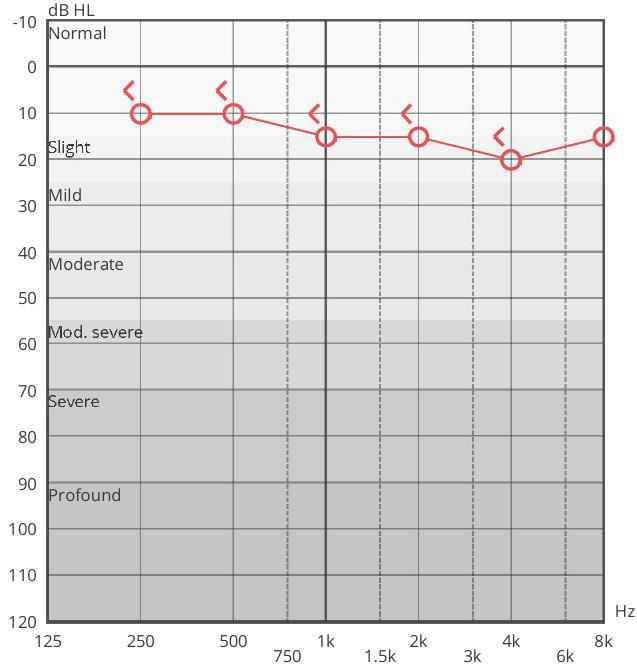 dB HL
-10
Normal
0
10
Slight
20
Mild
30
40
Moderate
50
Mod. severe
60
70
Severe
80
90
Profound
100
110
120
Hz
125 250 500 1k 2k 4k 8k
750 1.5k 3k 6k